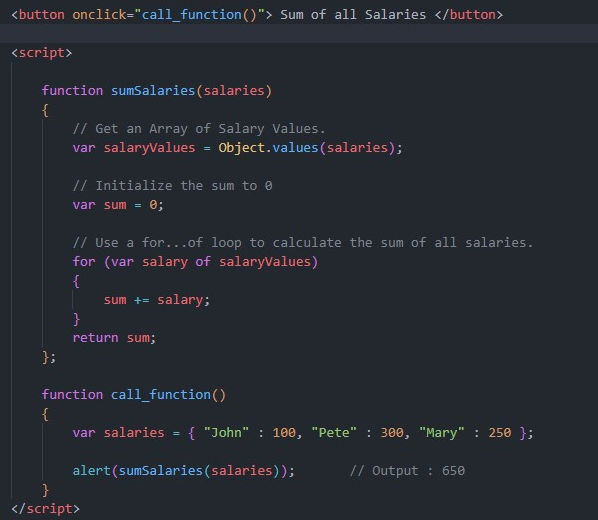 <button onclick="call_function()"> Sum of all Salaries </button>
<script>
function sumSalaries(salaries)
{
// Get an Array of Salary Values.
var salaryValues = Object.values(salaries);
// Initialize the sum to 0
var sum = 0;
// Use a for...of loop to calculate the sum of all salaries.
for (var salary of salaryValues)
{
sum += salary;
}
return sum;
};
function call_function()
{
var salaries = { "John" : 100, "Pete" : 300, "Mary" : 250 };
alert(sumSalaries(salaries)); // Output : 650
}
</script>